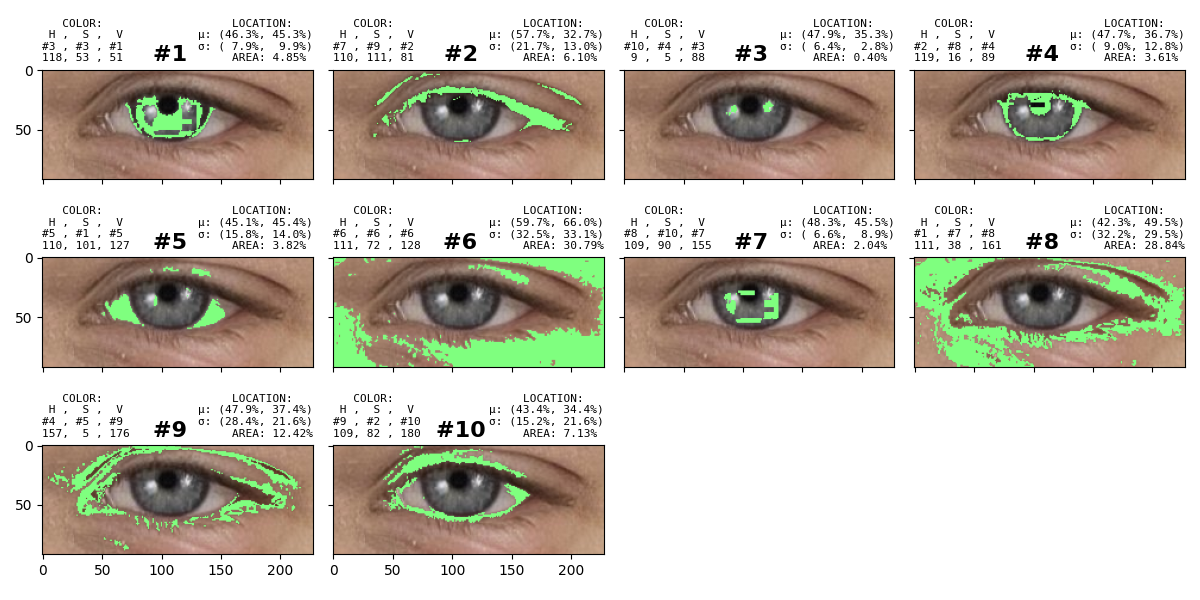 COLOR: LOCATION:
H , S , V μ: (46.3%, 45.3%)
#3 , #3 , #1 σ: ( 7.9%, 9.9%)
118, 53 , 51 #1 AREA: 4.85%
COLOR: LOCATION:
H , S , V μ: (57.7%, 32.7%)
#7 , #9 , #2 σ: (21.7%, 13.0%)
110, 111, 81 #2 AREA: 6.10%
COLOR: LOCATION:
H , S , V μ: (47.9%, 35.3%)
#10, #4 , #3 σ: ( 6.4%, 2.8%)
9 , 5 , 88 #3 AREA: 0.40%
COLOR: LOCATION:
H , S , V μ: (47.7%, 36.7%)
#2 , #8 , #4 σ: ( 9.0%, 12.8%)
119, 16 , 89 #4 AREA: 3.61%
0
50
COLOR: LOCATION:
H , S , V μ: (45.1%, 45.4%)
#5 , #1 , #5 σ: (15.8%, 14.0%)
110, 101, 127 #5 AREA: 3.82%
COLOR: LOCATION:
H , S , V μ: (59.7%, 66.0%)
#6 , #6 , #6 σ: (32.5%, 33.1%)
111, 72 , 128 #6 AREA: 30.79%
COLOR: LOCATION:
H , S , V μ: (48.3%, 45.5%)
#8 , #10, #7 σ: ( 6.6%, 8.9%)
109, 90 , 155 #7 AREA: 2.04%
COLOR: LOCATION:
H , S , V μ: (42.3%, 49.5%)
#1 , #7 , #8 σ: (32.2%, 29.5%)
111, 38 , 161 #8 AREA: 28.84%
0
50
COLOR: LOCATION:
H , S , V μ: (47.9%, 37.4%)
#4 , #5 , #9 σ: (28.4%, 21.6%)
157, 5 , 176 #9 AREA: 12.42%
COLOR: LOCATION:
H , S , V μ: (43.4%, 34.4%)
#9 , #2 , #10 σ: (15.2%, 21.6%)
109, 82 , 180 #10 AREA: 7.13%
0
50
0 50 100 150 200
0 50 100 150 200